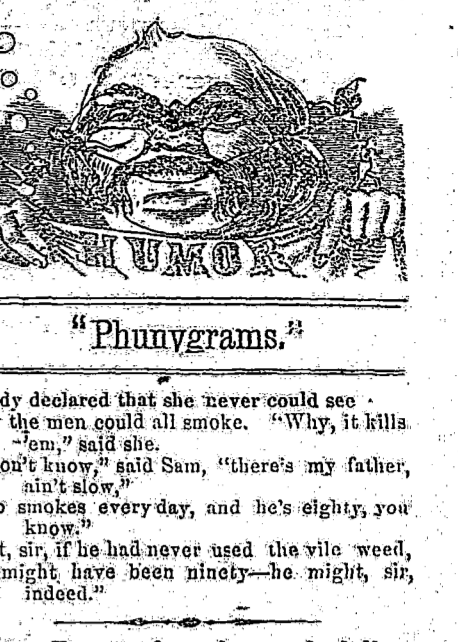 HUMOR
"Phunygrams."
dy declared that she never could see
the men could all smoke. "Why, it kills
'em," said she.
on't know," said Sam, "there's my father,
ain't slow,"
smokes every day, and he's eighty, you
know."
t, sir, if he had never used the vile weed,
might have been ninety—he might, sir,
indeed."